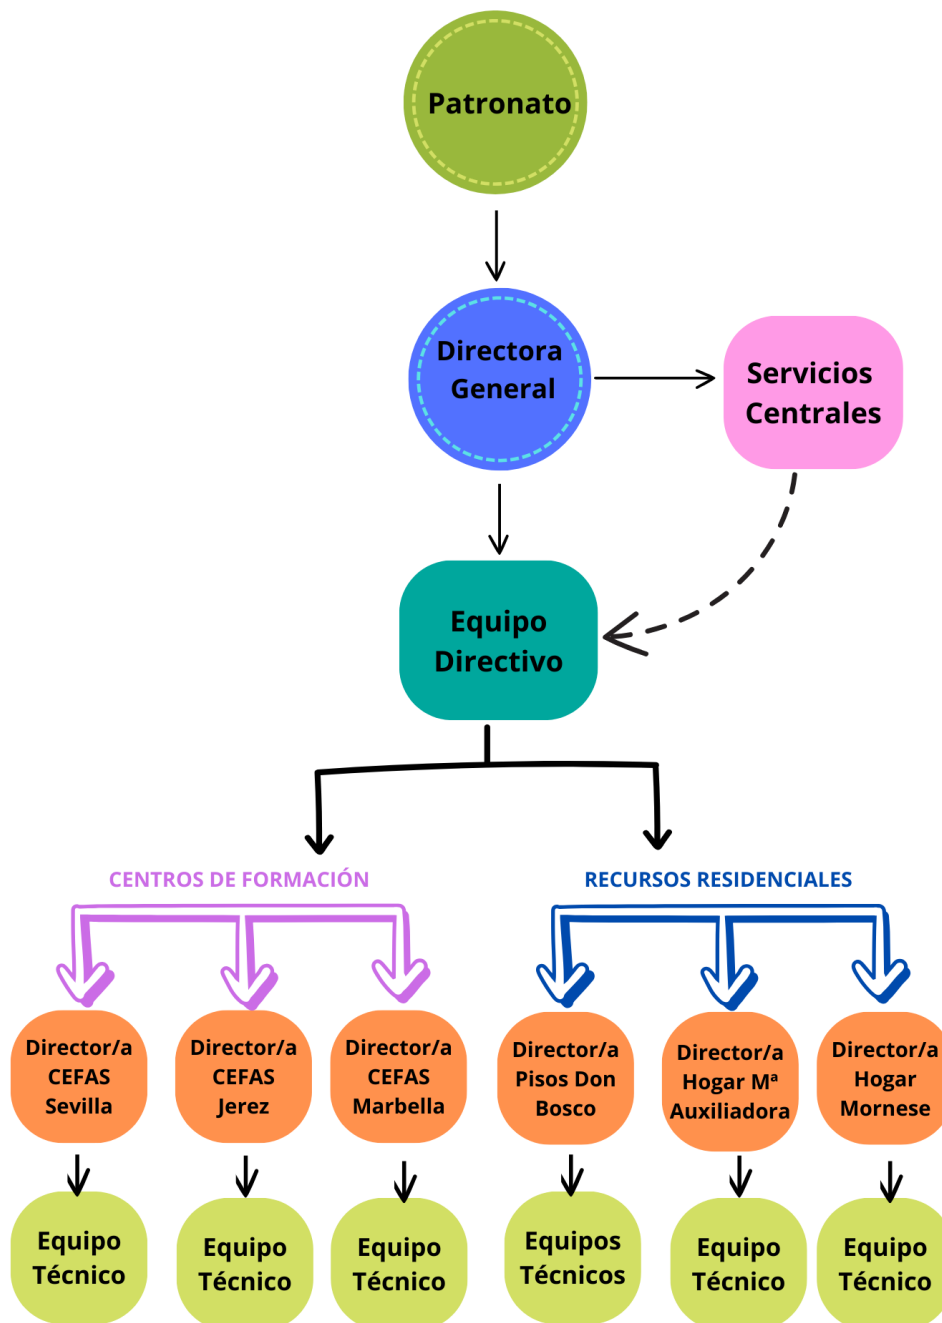 Patronato
Directora
General
Servicios
Centrales
Equipo
Directivo
CENTROS DE FORMACIÓN
RECURSOS RESIDENCIALES
Director/a
CEFAS
Sevilla
Director/a
CEFAS
Jerez
Director/a
CEFAS
Marbella
Director/a
Pisos Don
Bosco
Director/a
Hogar Mª
Auxiliadora
Director/a
Hogar
Mornese
Equipo
Técnico
Equipo
Técnico
Equipo
Técnico
Equipos
Técnicos
Equipo
Técnico
Equipo
Técnico